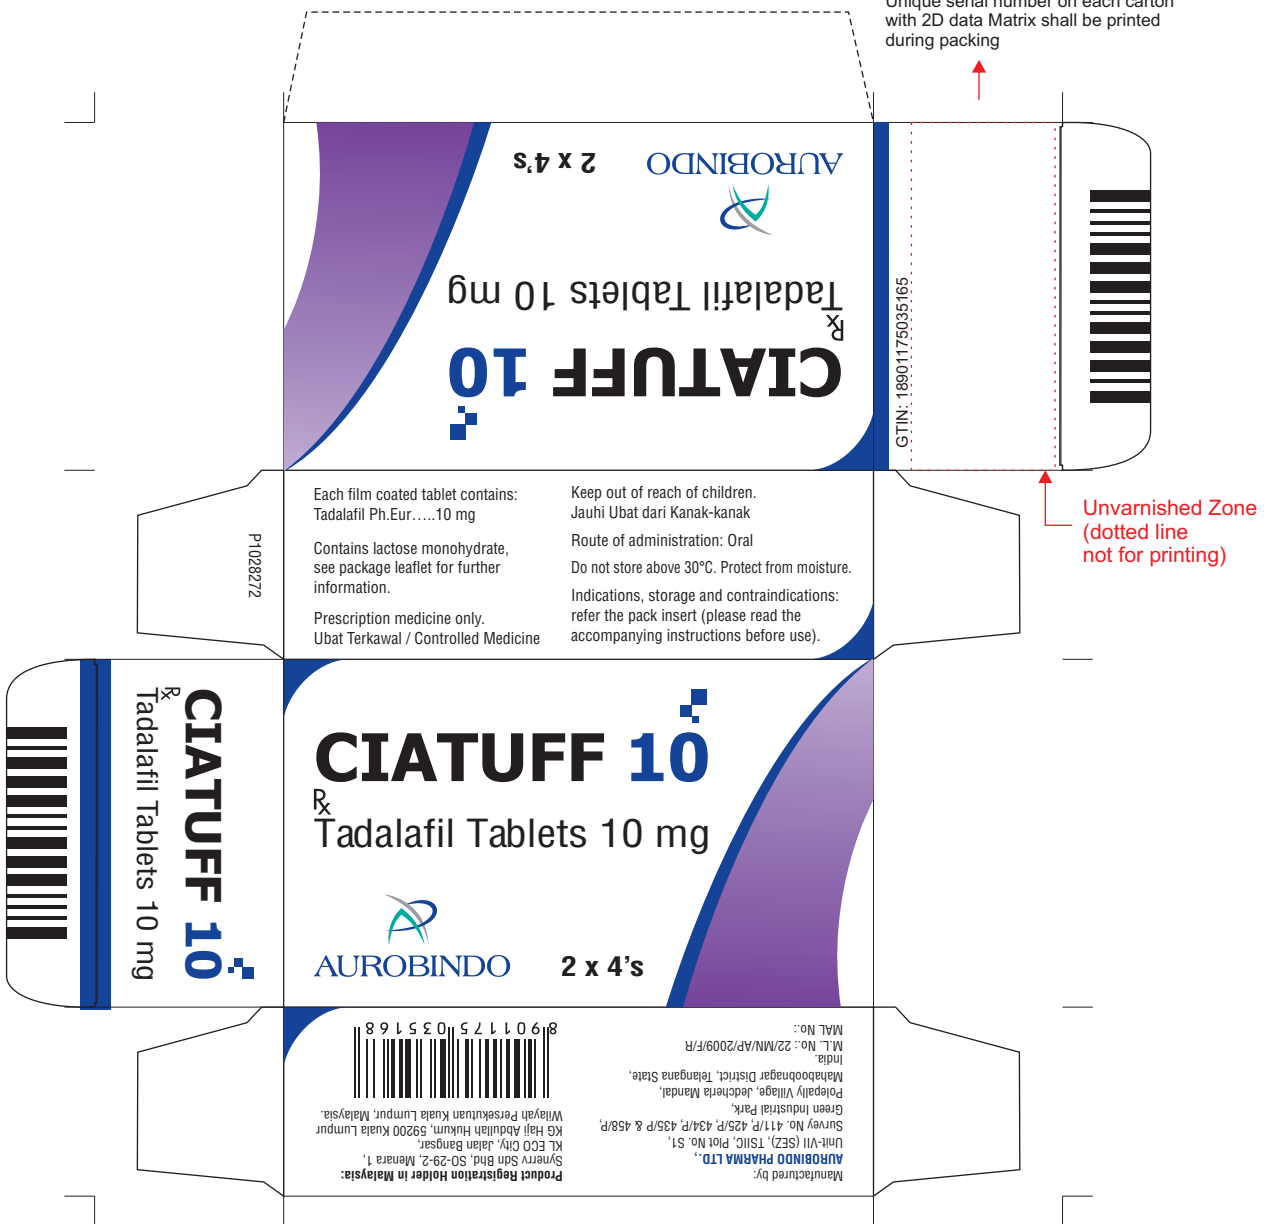 Unique serial number on each carton
with 2D data Matrix shall be printed
during packing
2 x 4's
AUROBINDO
Tadalafil Tablets 10 mg
Rx
CIATUFF 10
GTIN: 18901175035165
Unvarnished Zone
(dotted line
not for printing)
P1028272
Each film coated tablet contains:
Tadalafil Ph.Eur.....10 mg
Contains lactose monohydrate,
see package leaflet for further
information.
Prescription medicine only.
Ubat Terkawal / Controlled Medicine
Keep out of reach of children.
Jauhi Ubat dari Kanak-kanak
Route of administration: Oral
Do not store above 30°C. Protect from moisture.
Indications, storage and contraindications:
refer the pack insert (please read the
accompanying instructions before use).
CIATUFF 10
Rx
Tadalafil Tablets 10 mg
CIATUFF 10
Rx
Tadalafil Tablets 10 mg
AUROBINDO
2 x 4's
Manufactured by:
AUROBINDO PHARMA LTD.,
Unit-VII (SEZ), TSIIC, Plot No. S1,
Survey No. 411/P, 425/P, 434/P, 435/P & 458/P,
Green Industrial Park,
Polepally Village, Jedcherla Mandal,
Mahaboobnagar District, Telangana State,
India.
M.L. No.: 22/MN/AP/2009/F/R
MAL No.:
Product Registration Holder in Malaysia:
Synerrv Sdn Bhd, SO-29-2, Menara 1,
KL ECO City, Jalan Bangsar,
KG Haji Abdullah Hukum, 59200 Kuala Lumpur
Wilayah Persekutuan Kuala Lumpur, Malaysia.
8 901175 035168